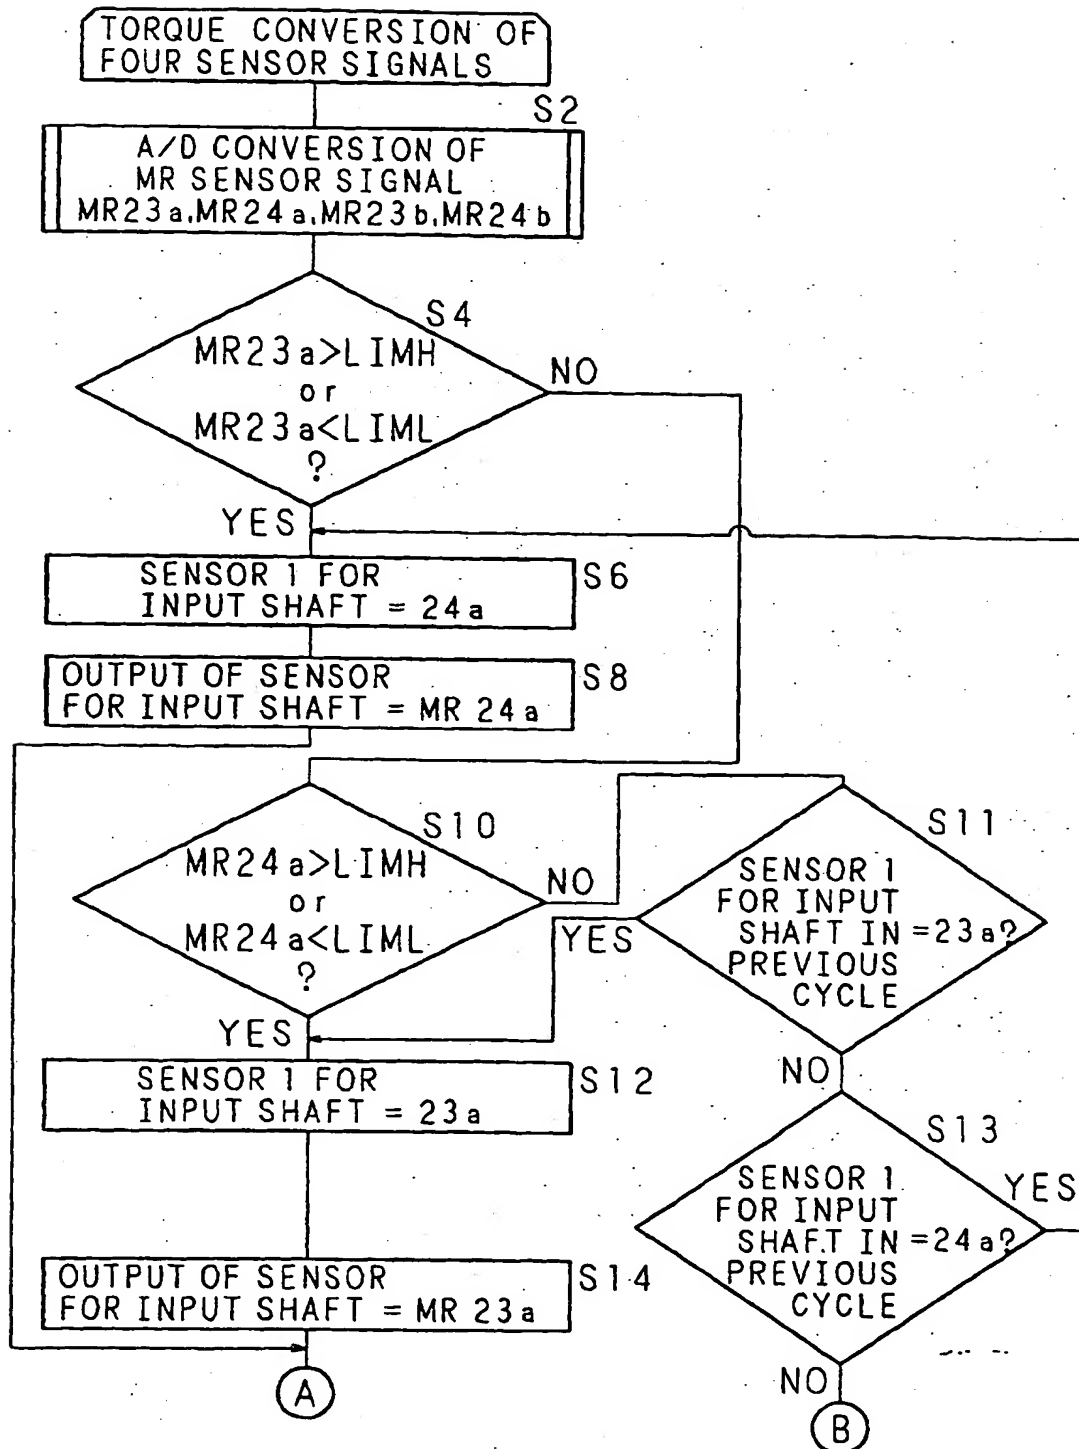 TORQUE CONVERSION OF
FOUR SENSOR SIGNALS
S2
A/D CONVERSION OF
MR SENSOR SIGNAL
MR23a,MR24a,MR23b,MR24b
S4
MR23a>LIMH
or
MR23a<LIML
?
NO
YES
SENSOR 1 FOR
INPUT SHAFT = 24a
S6
OUTPUT OF SENSOR
FOR INPUT SHAFT = MR 24a
S8
S10
MR24a>LIMH
or
MR24a<LIML
?
NO
YES
S11
SENSOR 1
FOR INPUT
SHAFT IN =23a?
PREVIOUS
CYCLE
YES
NO
SENSOR 1 FOR
INPUT SHAFT = 23a
S12
S13
SENSOR 1
FOR INPUT
SHAFT IN =24a?
PREVIOUS
CYCLE
YES
NO
OUTPUT OF SENSOR
FOR INPUT SHAFT = MR 23a
S14
A
B